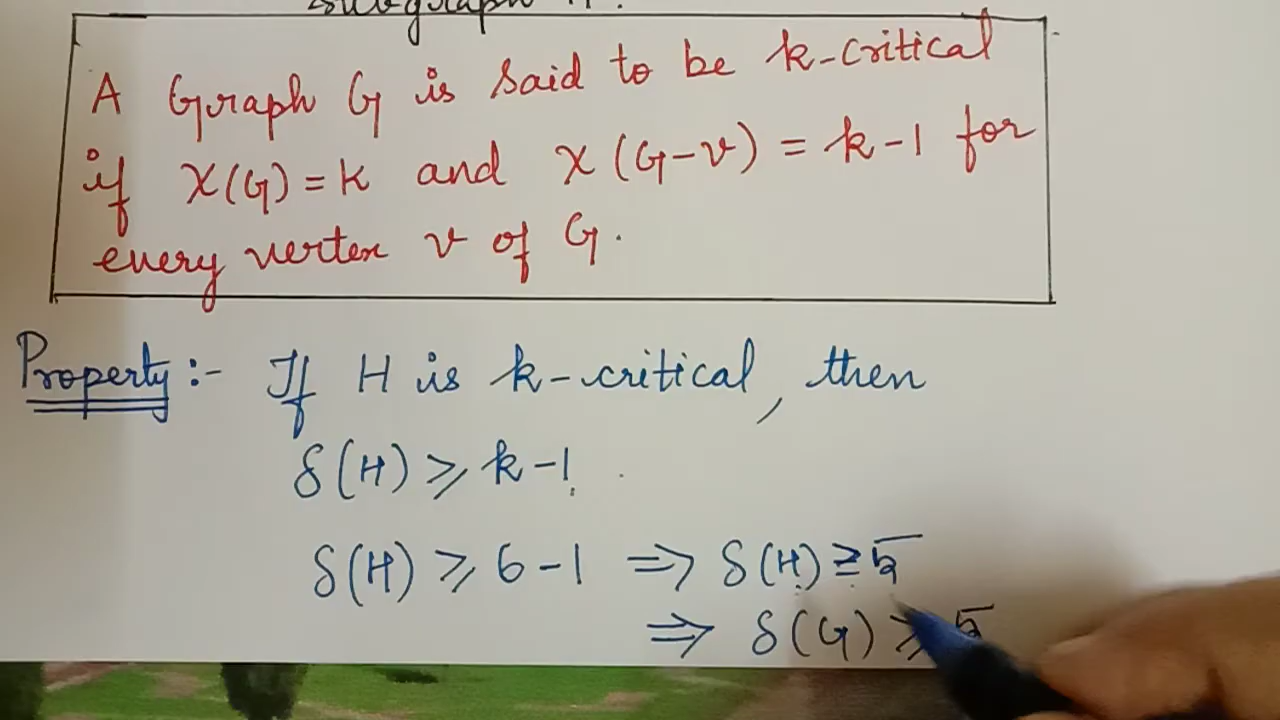 subgraph H.
A Graph G is said to be k-critical
if χ(G)=k and χ(G-v) = k-1 for
every vertex v of G.
Property :- If H is k-critical, then
δ(H) ⩾ k-1.
δ(H) ⩾ 6-1 ⇒ δ(H) ≥ 5
⇒ δ(G) ⩾ 5